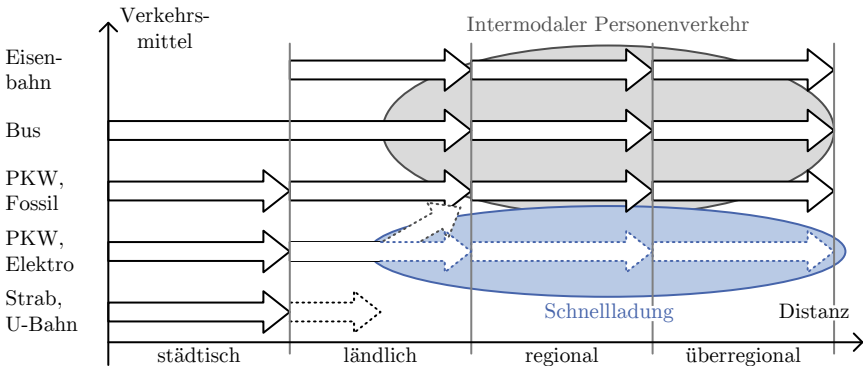 Verkehrs-
mittel
Intermodaler Personenverkehr
Eisen-
bahn
Bus
PKW,
Fossil
PKW,
Elektro
Strab,
U-Bahn
Schnellladung
Distanz
städtisch
ländlich
regional
überregional